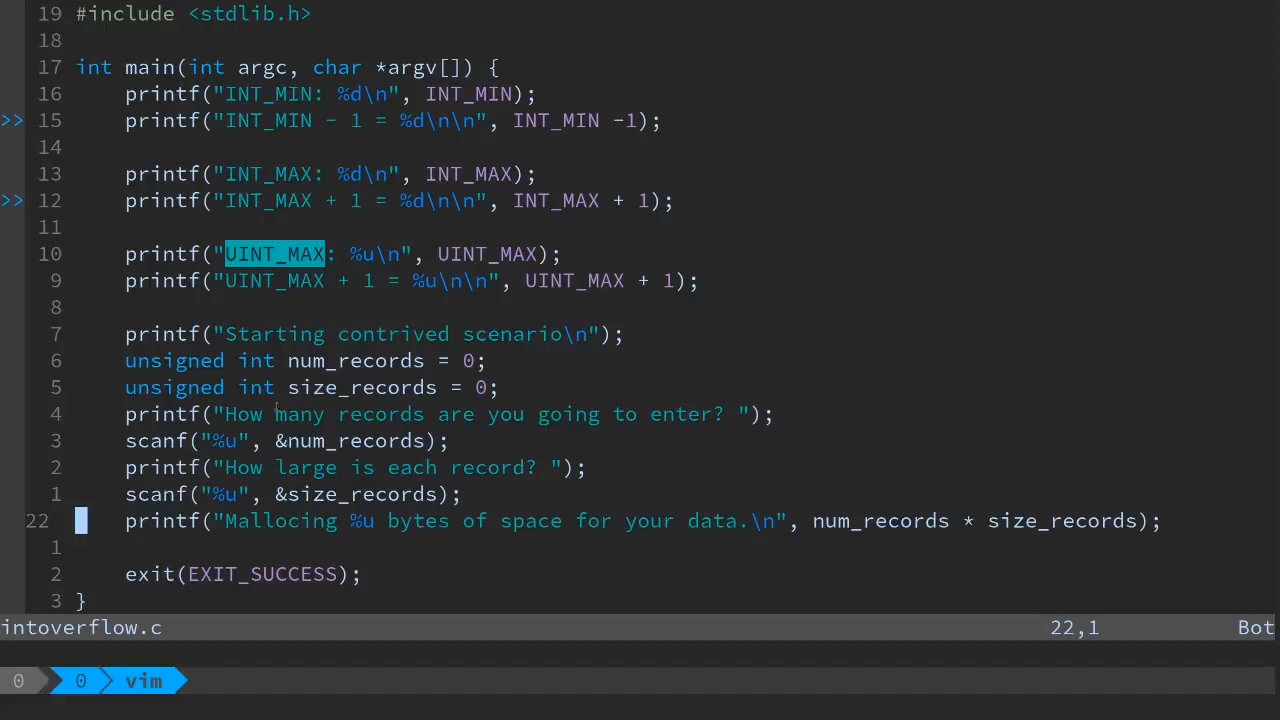 19 #include <stdlib.h>
18
17 int main(int argc, char *argv[]) {
16     printf("INT_MIN: %d\n", INT_MIN);
>> 15     printf("INT_MIN - 1 = %d\n\n", INT_MIN -1);
14
13     printf("INT_MAX: %d\n", INT_MAX);
>> 12     printf("INT_MAX + 1 = %d\n\n", INT_MAX + 1);
11
10     printf("UINT_MAX: %u\n", UINT_MAX);
9     printf("UINT_MAX + 1 = %u\n\n", UINT_MAX + 1);
8
7     printf("Starting contrived scenario\n");
6     unsigned int num_records = 0;
5     unsigned int size_records = 0;
4     printf("How many records are you going to enter? ");
3     scanf("%u", &num_records);
2     printf("How large is each record? ");
1     scanf("%u", &size_records);
22     printf("Mallocing %u bytes of space for your data.\n", num_records * size_records);
1
2     exit(EXIT_SUCCESS);
3 }
intoverflow.c 22,1 Bot
0 0 vim